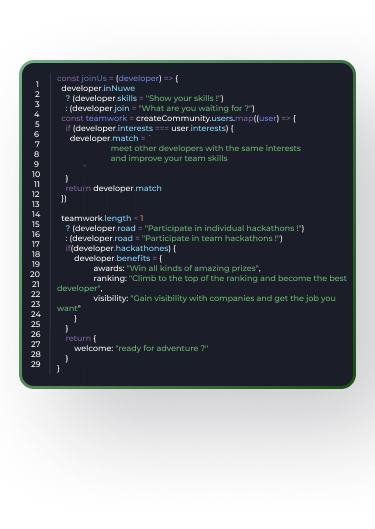 1 const joinUs = (developer) => {
2 developer.inNuwe
3 ? (developer.skills = "Show your skills !")
4 : (developer.join = "What are you waiting for ?")
5 const teamwork = createCommunity.users.map((user) => {
6 if (developer.interests === user.interests) {
7 developer.match = `
8 meet other developers with the same interests
9 and improve your team skills
10 `
11 }
12 return developer.match
13 })
14
15 teamwork.length < 1
16 ? (developer.road = "Participate in individual hackathons !")
17 : (developer.road = "Participate in team hackathons !")
18 if(developer.hackathones) {
19 developer.benefits = {
20 awards: "Win all kinds of amazing prizes",
21 ranking: "Climb to the top of the ranking and become the best
22 developer",
23 visibility: "Gain visibility with companies and get the job you
24 want"
25 }
26 }
27 return {
28 welcome: "ready for adventure ?"
29 }
}